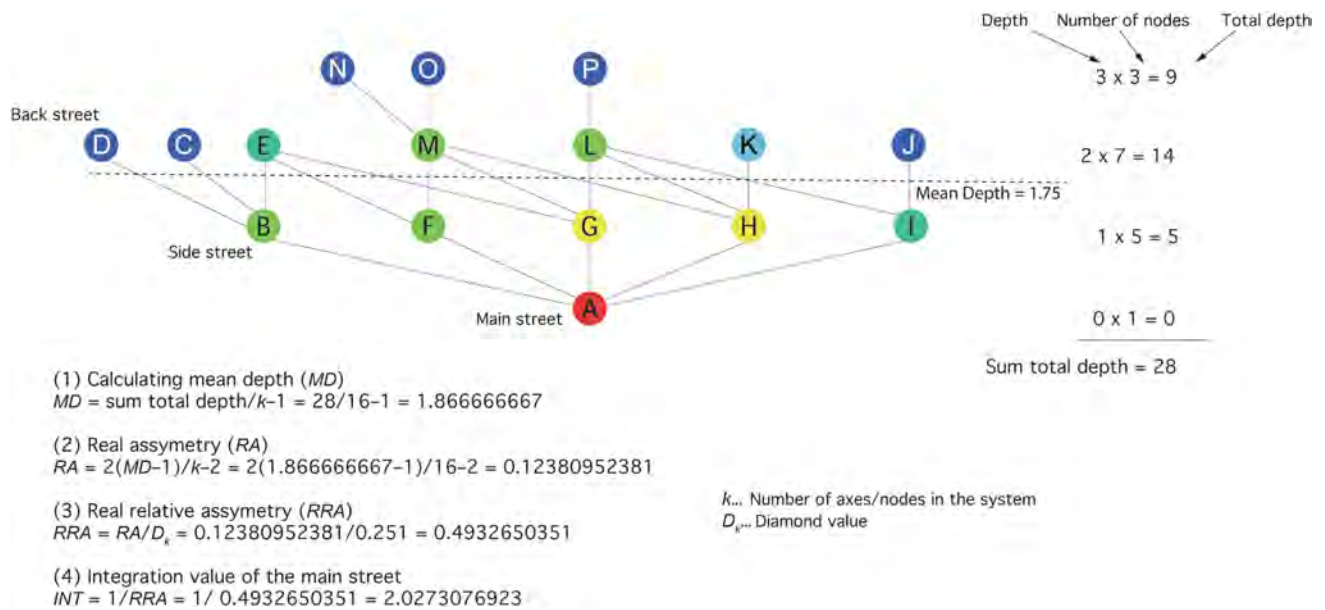 Depth Number of nodes Total depth
N O P
3 x 3 = 9
Back street
D C E M L K J
2 x 7 = 14
Mean Depth = 1.75
B F G H I
1 x 5 = 5
Side street
A
Main street
0 x 1 = 0
Sum total depth = 28
(1) Calculating mean depth (MD)
MD = sum total depth/k–1 = 28/16–1 = 1.866666667
(2) Real assymetry (RA)
RA = 2(MD–1)/k–2 = 2(1.866666667–1)/16–2 = 0.12380952381
(3) Real relative assymetry (RRA)
RRA = RA/Dₖ = 0.12380952381/0.251 = 0.4932650351
k... Number of axes/nodes in the system
Dₖ... Diamond value
(4) Integration value of the main street
INT = 1/RRA = 1/ 0.4932650351 = 2.0273076923